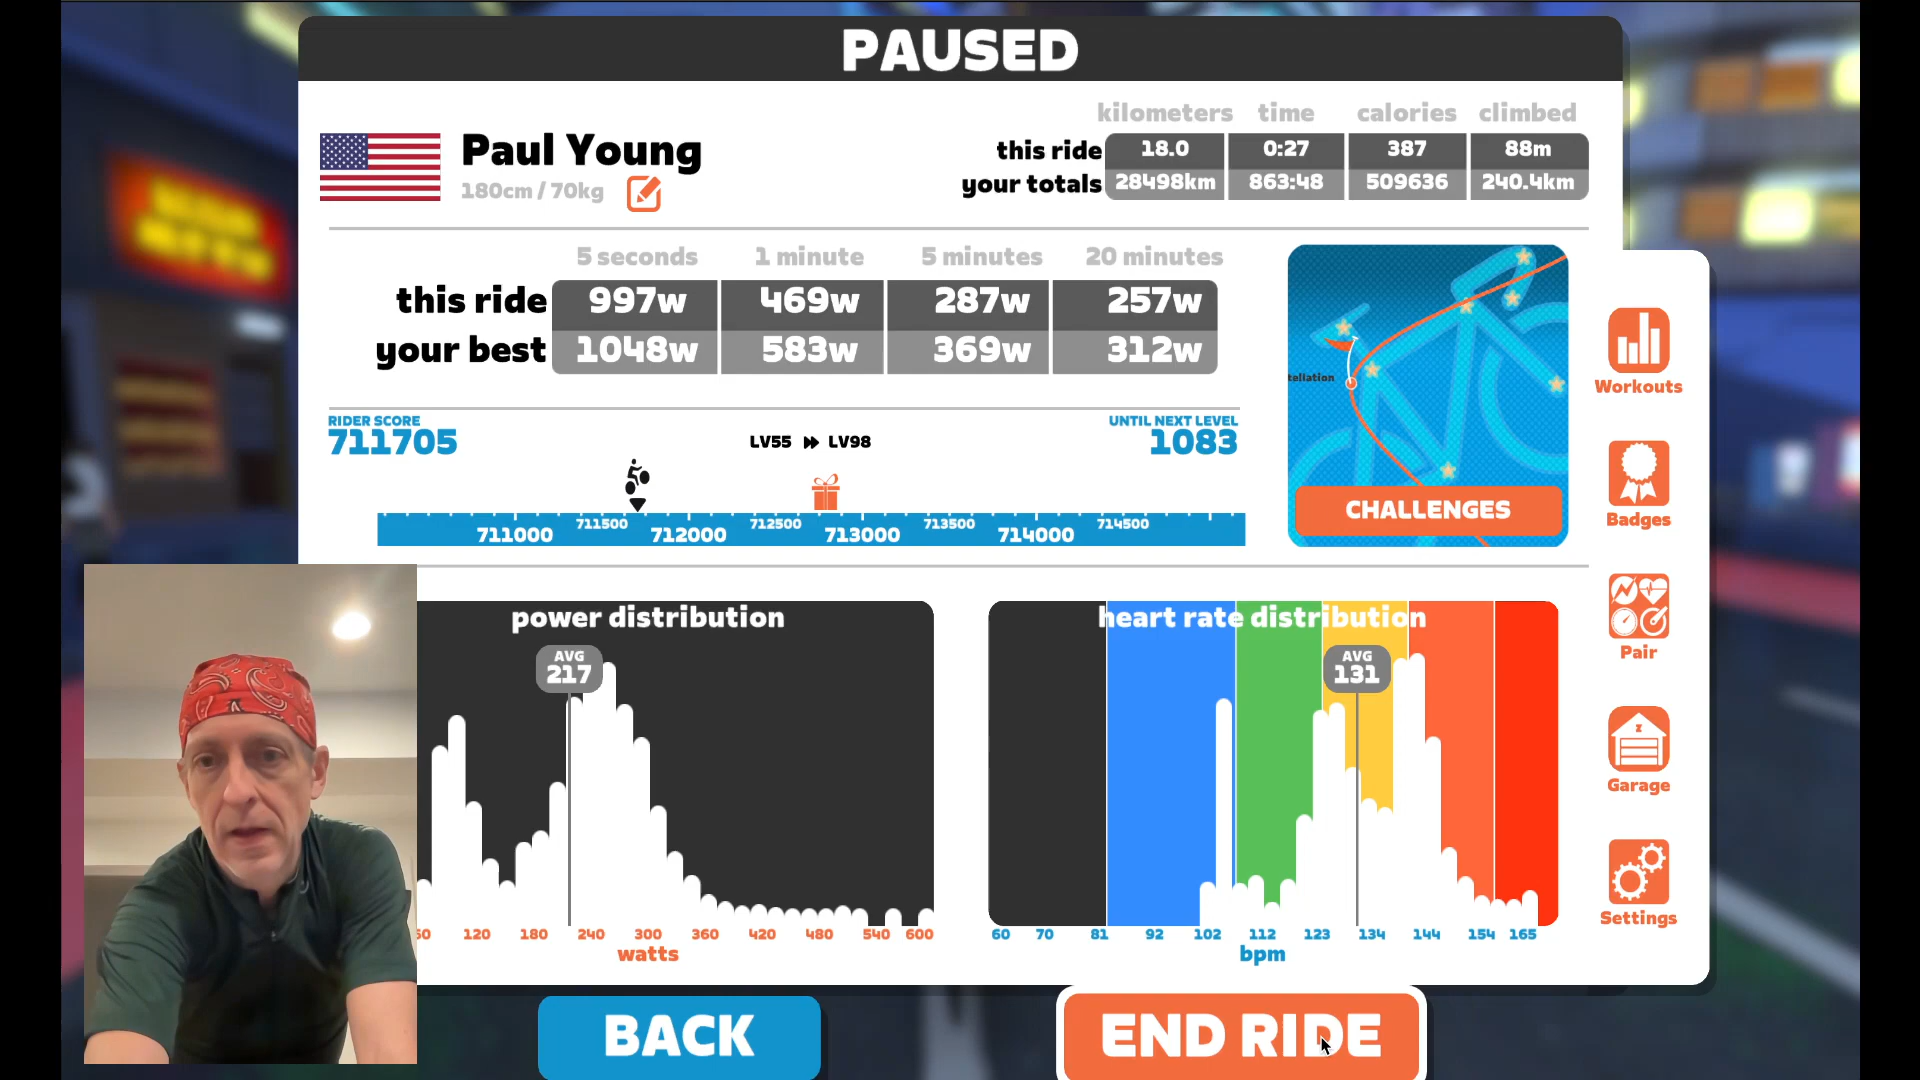 PAUSED
kilometers time calories climbed
Paul Young
this ride 18.0 0:27 387 88m
180cm / 70kg
your totals 28498km 863:48 509636 240.4km
5 seconds 1 minute 5 minutes 20 minutes
this ride 997w 469w 287w 257w
your best 1048w 583w 369w 312w
tellation
CHALLENGES
RIDER SCORE
711705
LV55 LV98
UNTIL NEXT LEVEL
1083
711000 711500 712000 712500 713000 713500 714000 714500
Workouts
Badges
Pair
Garage
Settings
power distribution
AVG
217
60 120 180 240 300 360 420 480 540 600
watts
heart rate distribution
AVG
131
60 70 81 92 102 112 123 134 144 154 165
bpm
BACK
END RIDE